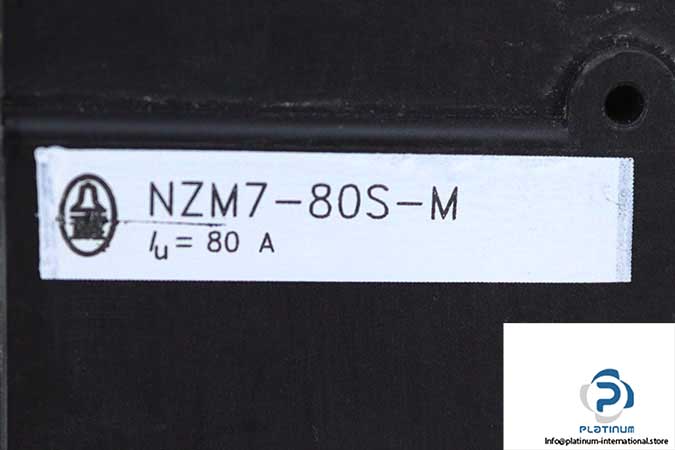 NZM7-80S-M
Iu = 80 A
PLATINUM
Info@platinum-international.store